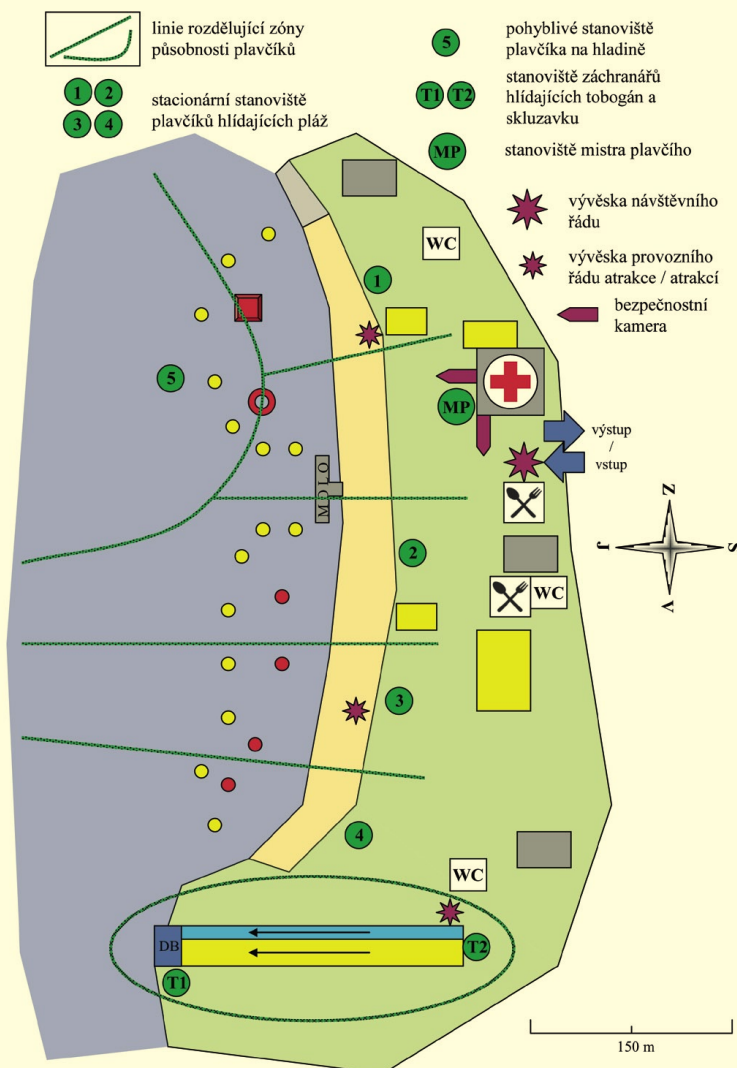 linie rozdělující zóny
působnosti plavčíků
1 2
3 4
stacionární stanoviště
plavčíků hlídajících pláž
5
pohyblivé stanoviště
plavčíka na hladině
T1 T2
stanoviště záchranářů
hlídajících tobogán a
skluzavku
MP
stanoviště mistra plavčího
vývěska návštěvního
řádu
vývěska provozního
řádu atrakce / atrakcí
bezpečnostní
kamera
WC
1
5
MP
výstup
/
vstup
MOLO
Z
J
S
V
2
WC
3
4
WC
DB
T2
T1
150 m